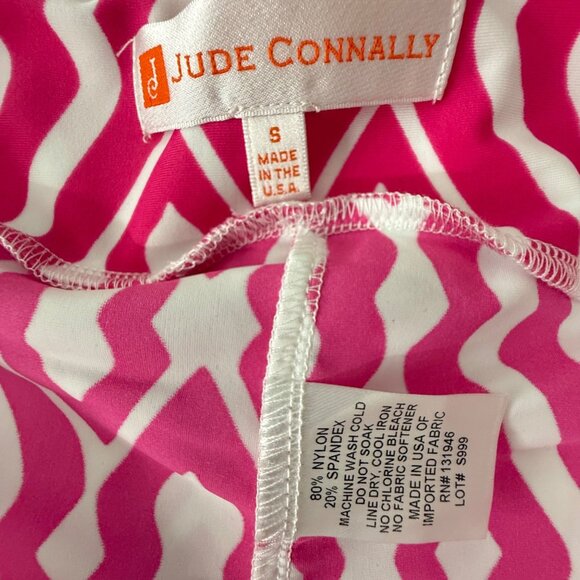 JUDE CONNALLY
S
MADE
IN THE
U.S.A.
80% NYLON
20% SPANDEX
MACHINE WASH COLD
DO NOT SOAK
LINE DRY, COOL IRON
NO CHLORINE BLEACH
NO FABRIC SOFTENER
MADE IN USA OF
IMPORTED FABRIC
RN# 131946
LOT# S999